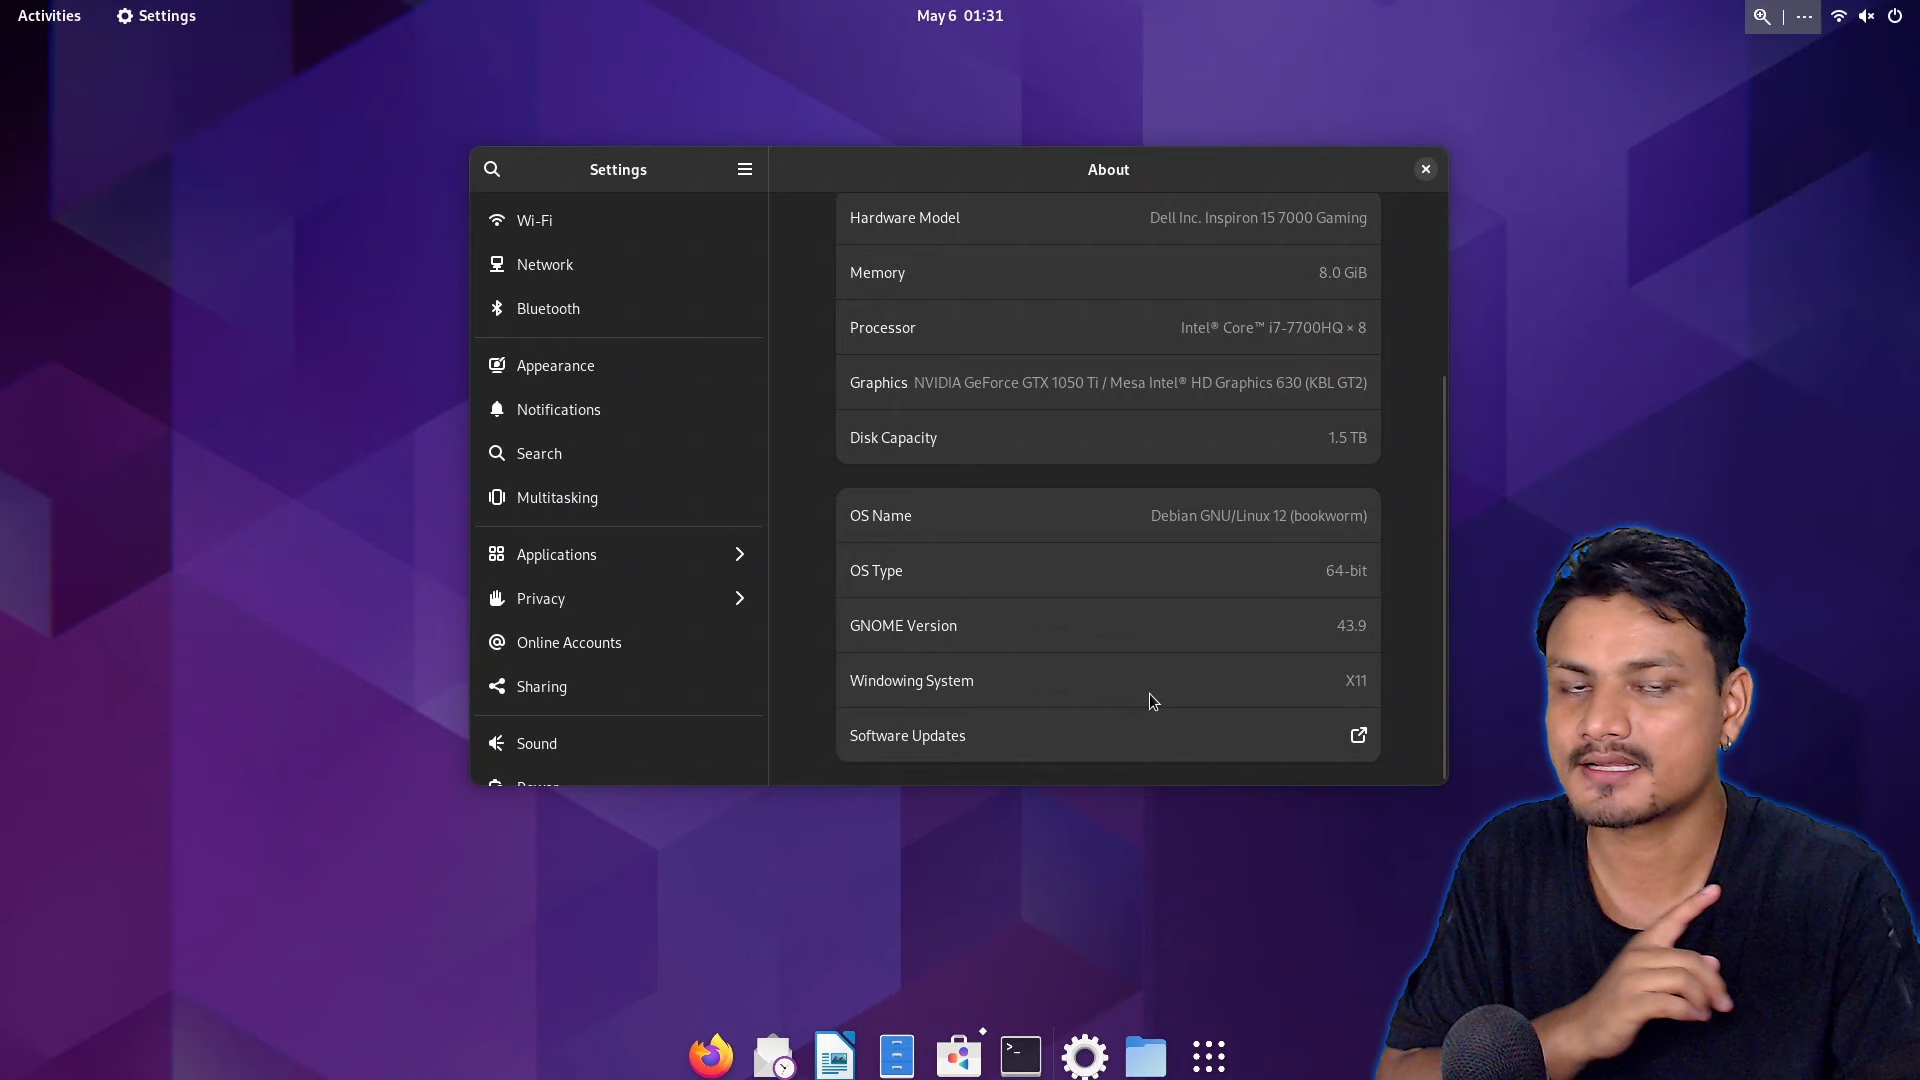 Activities
Settings
May 6 01:31
Settings
About
Wi-Fi
Network
Bluetooth
Appearance
Notifications
Search
Multitasking
Applications
Privacy
Online Accounts
Sharing
Sound
Power
Hardware Model Dell Inc. Inspiron 15 7000 Gaming
Memory 8.0 GiB
Processor Intel® Core™ i7-7700HQ × 8
Graphics NVIDIA GeForce GTX 1050 Ti / Mesa Intel® HD Graphics 630 (KBL GT2)
Disk Capacity 1.5 TB
OS Name Debian GNU/Linux 12 (bookworm)
OS Type 64-bit
GNOME Version 43.9
Windowing System X11
Software Updates